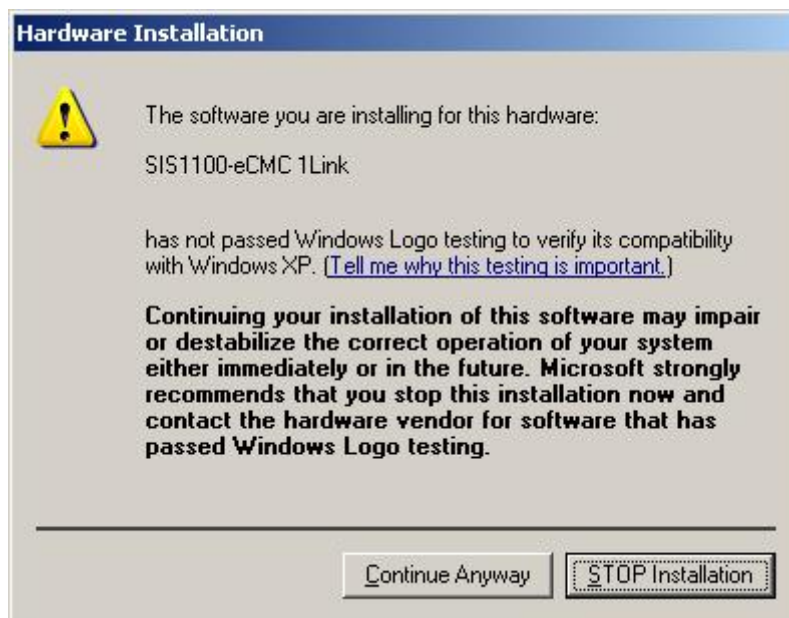 Hardware Installation
The software you are installing for this hardware:
SIS1100-eCMC 1Link
has not passed Windows Logo testing to verify its compatibility
with Windows XP. (Tell me why this testing is important.)
Continuing your installation of this software may impair
or destabilize the correct operation of your system
either immediately or in the future. Microsoft strongly
recommends that you stop this installation now and
contact the hardware vendor for software that has
passed Windows Logo testing.
Continue Anyway
STOP Installation